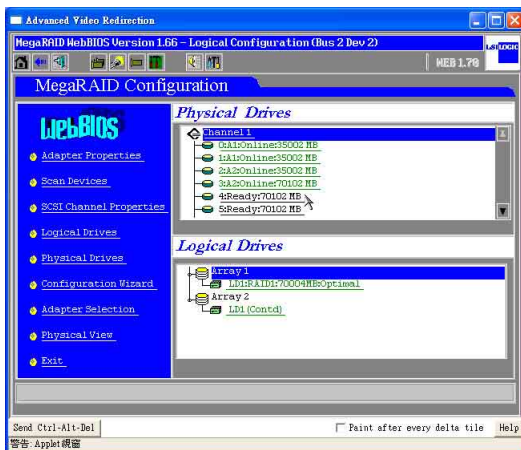 Advanced Video Redirection
MegaRAID WebBIOS Version 1.66 - Logical Configuration (Bus 2 Dev 2)
LSI LOGIC
WEB 1.70
MegaRAID Configuration
WebBIOS
Adapter Properties
Scan Devices
SCSI Channel Properties
Logical Drives
Physical Drives
Configuration Wizard
Adapter Selection
Physical View
Exit
Physical Drives
Channel 1
0:A1:Online:35002 MB
1:A1:Online:35002 MB
2:A2:Online:35002 MB
3:A2:Online:70102 MB
4:Ready:70102 MB
5:Ready:70102 MB
Logical Drives
Array 1
LD1:RAID1:70004MB:Optimal
Array 2
LD1 (Contd)
Send Ctrl-Alt-Del
Paint after every delta tile
Help
警告: Applet 視窗